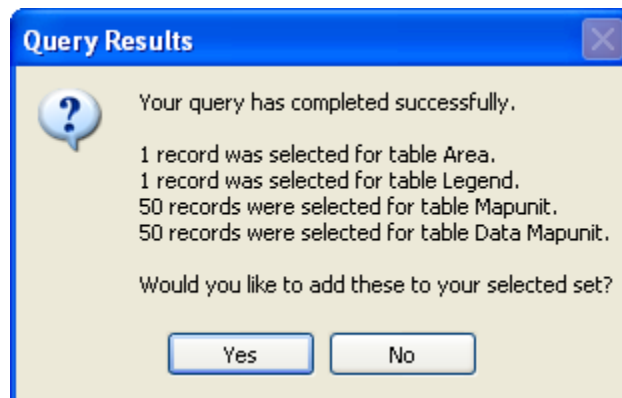 Query Results
Your query has completed successfully.
1 record was selected for table Area.
1 record was selected for table Legend.
50 records were selected for table Mapunit.
50 records were selected for table Data Mapunit.
Would you like to add these to your selected set?
Yes
No